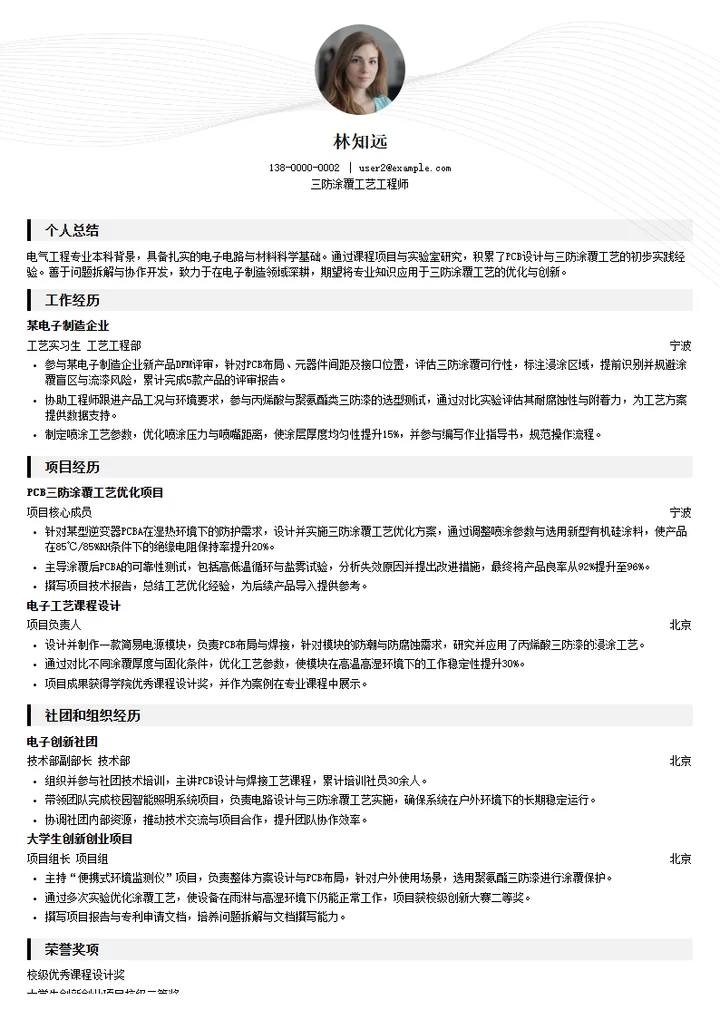 林知远
138-0000-0002 | user2@example.com
三防涂覆工艺工程师
个人总结
电气工程专业本科背景，具备扎实的电子电路与材料科学基础。通过课程项目与实验室研究，积累了PCB设计与三防涂覆工艺的初步实践经
验。善于问题拆解与协作开发，致力于在电子制造领域深耕，期望将专业知识应用于三防涂覆工艺的优化与创新。
工作经历
某电子制造企业
工艺实习生 工艺工程部 宁波
• 参与某电子制造企业新产品DFM评审，针对PCB布局、元器件间距及接口位置，评估三防涂覆可行性，标注浸涂区域，提前识别并规避涂
覆盲区与流漆风险，累计完成5款产品的评审报告。
• 协助工程师跟进产品工况与环境要求，参与丙烯酸与聚氨酯类三防漆的选型测试，通过对比实验评估其耐腐蚀性与附着力，为工艺方案
提供数据支持。
• 制定喷涂工艺参数，优化喷涂压力与喷嘴距离，使涂层厚度均匀性提升15%，并参与编写作业指导书，规范操作流程。
项目经历
PCB三防涂覆工艺优化项目
项目核心成员 宁波
• 针对某型逆变器PCBA在湿热环境下的防护需求，设计并实施三防涂覆工艺优化方案，通过调整喷涂参数与选用新型有机硅涂料，使产品
在85℃/85%RH条件下的绝缘电阻保持率提升20%。
• 主导涂覆后PCBA的可靠性测试，包括高低温循环与盐雾试验，分析失效原因并提出改进措施，最终将产品良率从92%提升至96%。
• 撰写项目技术报告，总结工艺优化经验，为后续产品导入提供参考。
电子工艺课程设计
项目负责人 北京
• 设计并制作一款简易电源模块，负责PCB布局与焊接，针对模块的防潮与防腐蚀需求，研究并应用了丙烯酸三防漆的浸涂工艺。
• 通过对比不同涂覆厚度与固化条件，优化工艺参数，使模块在高温高湿环境下的工作稳定性提升30%。
• 项目成果获得学院优秀课程设计奖，并作为案例在专业课程中展示。
社团和组织经历
电子创新社团
技术部副部长 技术部 北京
• 组织并参与社团技术培训，主讲PCB设计与焊接工艺课程，累计培训社员30余人。
• 带领团队完成校园智能照明系统项目，负责电路设计与三防涂覆工艺实施，确保系统在户外环境下的长期稳定运行。
• 协调社团内部资源，推动技术交流与项目合作，提升团队协作效率。
大学生创新创业项目
项目组长 项目组 北京
• 主持“便携式环境监测仪”项目，负责整体方案设计与PCB布局，针对户外使用场景，选用聚氨酯三防漆进行涂覆保护。
• 通过多次实验优化涂覆工艺，使设备在雨淋与高湿环境下仍能正常工作，项目获校级创新大赛二等奖。
• 撰写项目报告与专利申请文档，培养问题拆解与文档撰写能力。
荣誉奖项
校级优秀课程设计奖
大学生创新创业项目校级二等奖